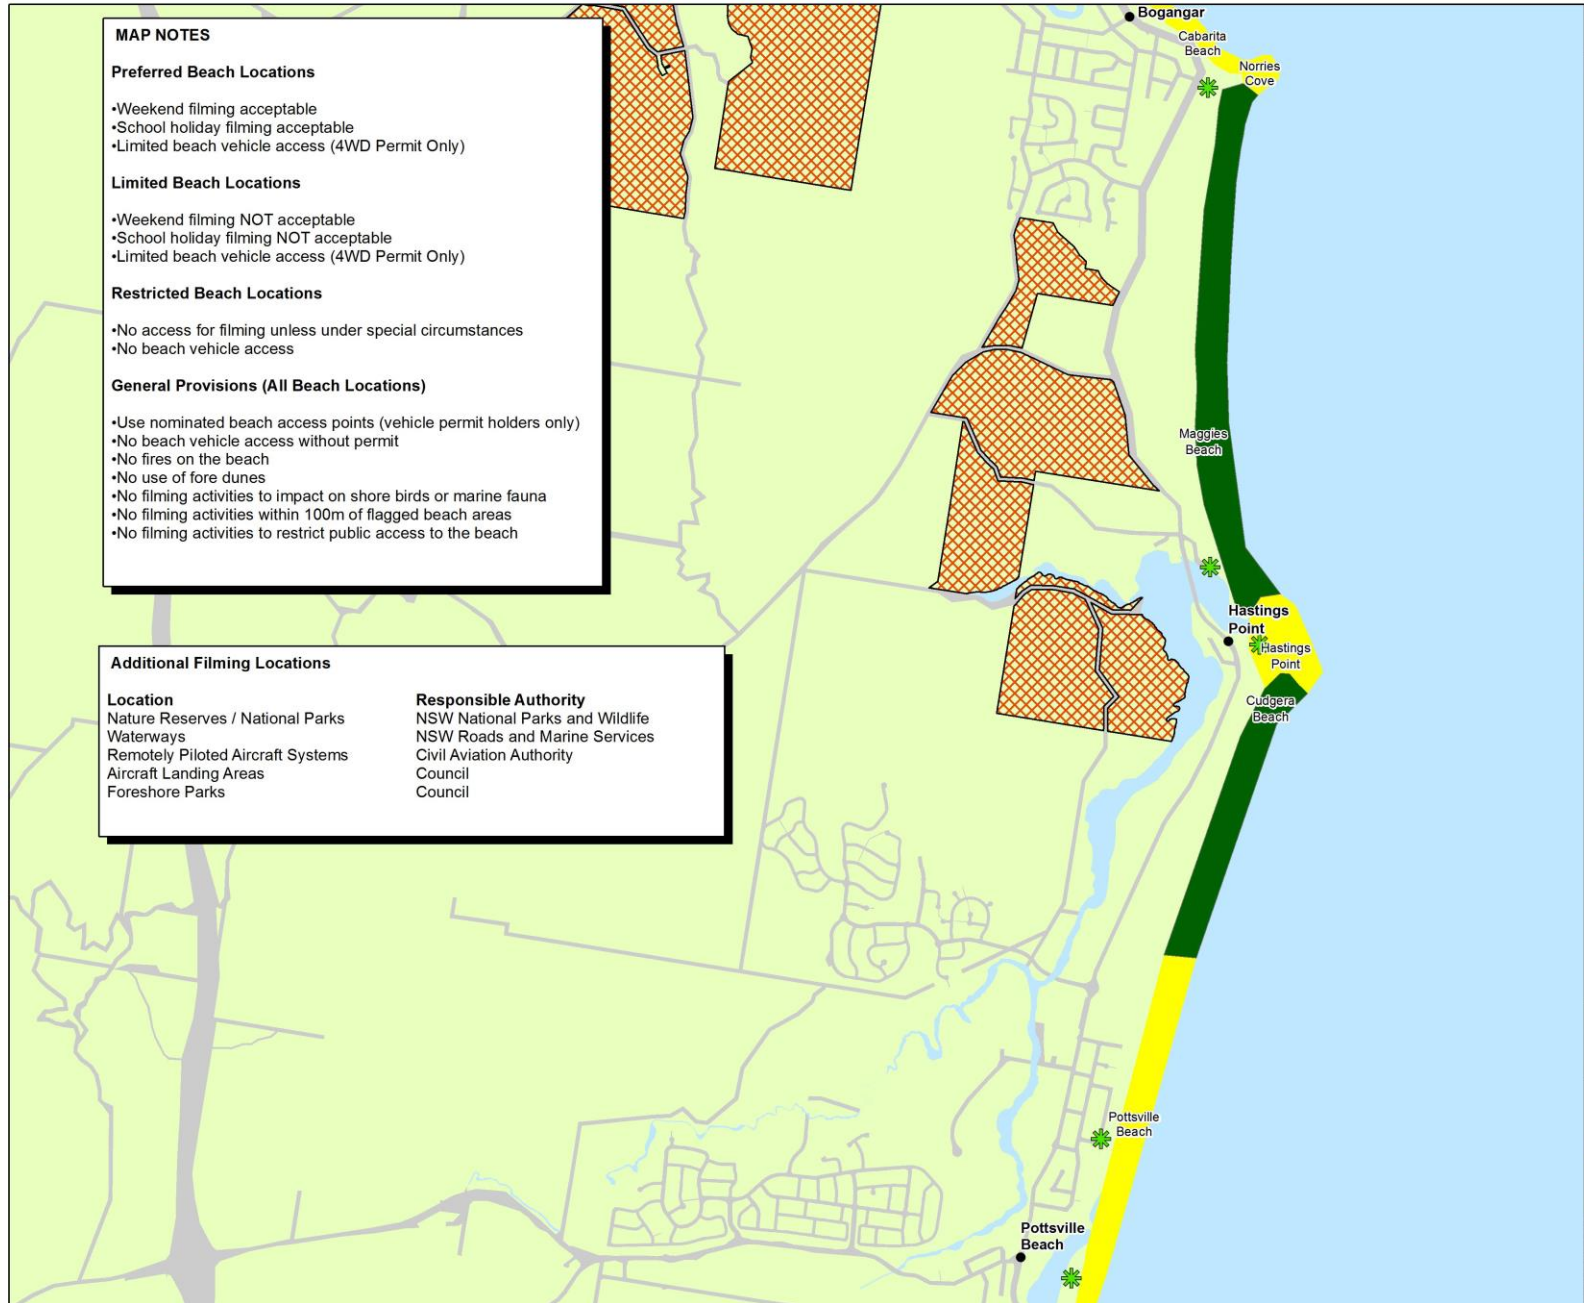 MAP NOTES
Preferred Beach Locations
•Weekend filming acceptable
•School holiday filming acceptable
•Limited beach vehicle access (4WD Permit Only)
Limited Beach Locations
•Weekend filming NOT acceptable
•School holiday filming NOT acceptable
•Limited beach vehicle access (4WD Permit Only)
Restricted Beach Locations
•No access for filming unless under special circumstances
•No beach vehicle access
General Provisions (All Beach Locations)
•Use nominated beach access points (vehicle permit holders only)
•No beach vehicle access without permit
•No fires on the beach
•No use of fore dunes
•No filming activities to impact on shore birds or marine fauna
•No filming activities within 100m of flagged beach areas
•No filming activities to restrict public access to the beach
Additional Filming Locations
Location Responsible Authority
Nature Reserves / National Parks NSW National Parks and Wildlife
Waterways NSW Roads and Marine Services
Remotely Piloted Aircraft Systems Civil Aviation Authority
Aircraft Landing Areas Council
Foreshore Parks Council
Bogangar
Cabarita
Beach
Norries
Cove
Maggies
Beach
Hastings
Point
Hastings
Point
Cudgera
Beach
Pottsville
Beach
Pottsville
Beach